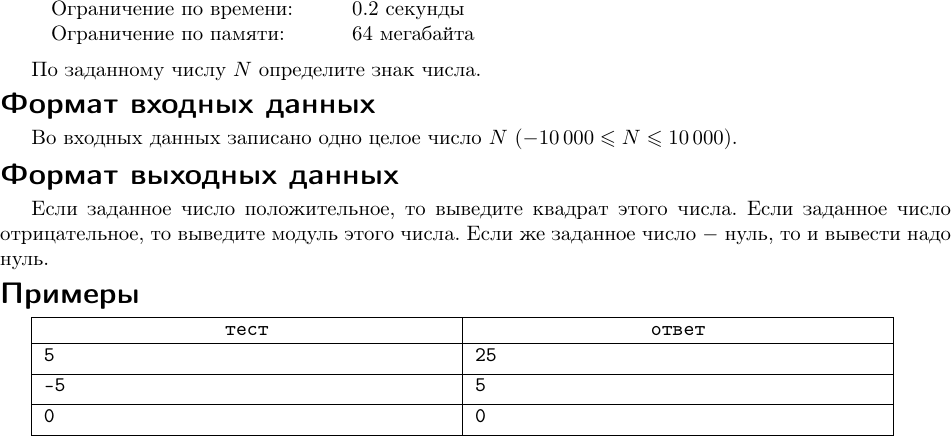 Ограничение по времени: 0.2 секунды
Ограничение по памяти: 64 мегабайта
По заданному числу N определите знак числа.
Формат входных данных
Во входных данных записано одно целое число N (−10 000 ⩽ N ⩽ 10 000).
Формат выходных данных
Если заданное число положительное, то выведите квадрат этого числа. Если заданное число
отрицательное, то выведите модуль этого числа. Если же заданное число − нуль, то и вывести надо
нуль.
Примеры
тест ответ
5 25
-5 5
0 0